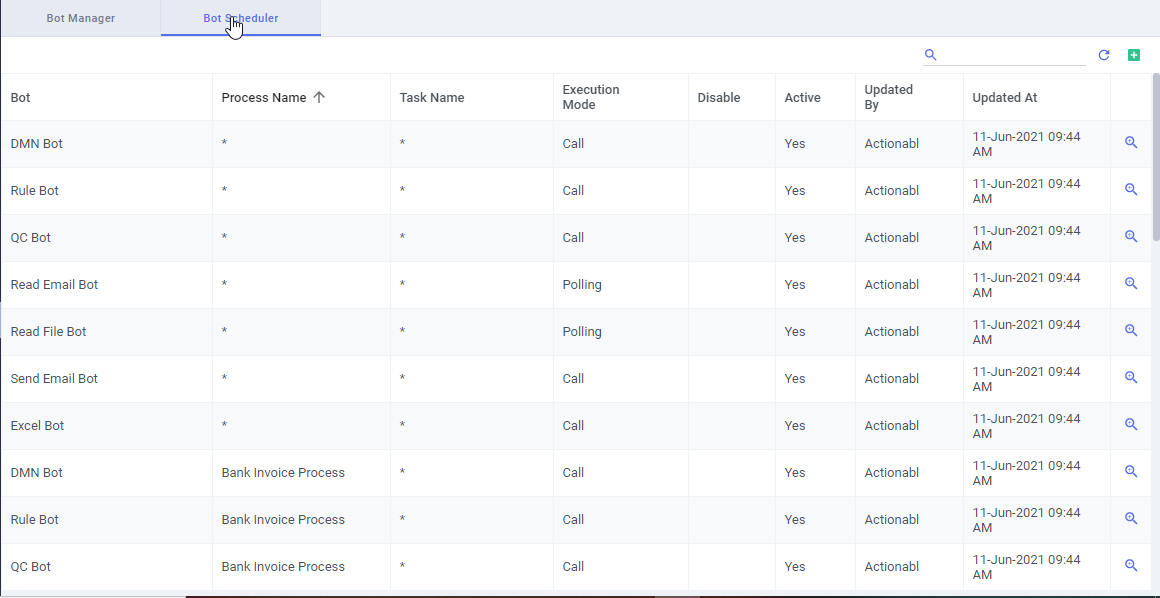 Bot Manager Bot Scheduler
Bot Process Name Task Name Execution Mode Disable Active Updated By Updated At
DMN Bot * * Call Yes Actionabl 11-Jun-2021 09:44 AM
Rule Bot * * Call Yes Actionabl 11-Jun-2021 09:44 AM
QC Bot * * Call Yes Actionabl 11-Jun-2021 09:44 AM
Read Email Bot * * Polling Yes Actionabl 11-Jun-2021 09:44 AM
Read File Bot * * Polling Yes Actionabl 11-Jun-2021 09:44 AM
Send Email Bot * * Call Yes Actionabl 11-Jun-2021 09:44 AM
Excel Bot * * Call Yes Actionabl 11-Jun-2021 09:44 AM
DMN Bot Bank Invoice Process * Call Yes Actionabl 11-Jun-2021 09:44 AM
Rule Bot Bank Invoice Process * Call Yes Actionabl 11-Jun-2021 09:44 AM
QC Bot Bank Invoice Process * Call Yes Actionabl 11-Jun-2021 09:44 AM